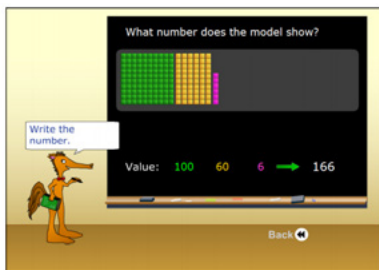 What number does the model show?
Write the
number.
Value: 100 60 6 166
Back